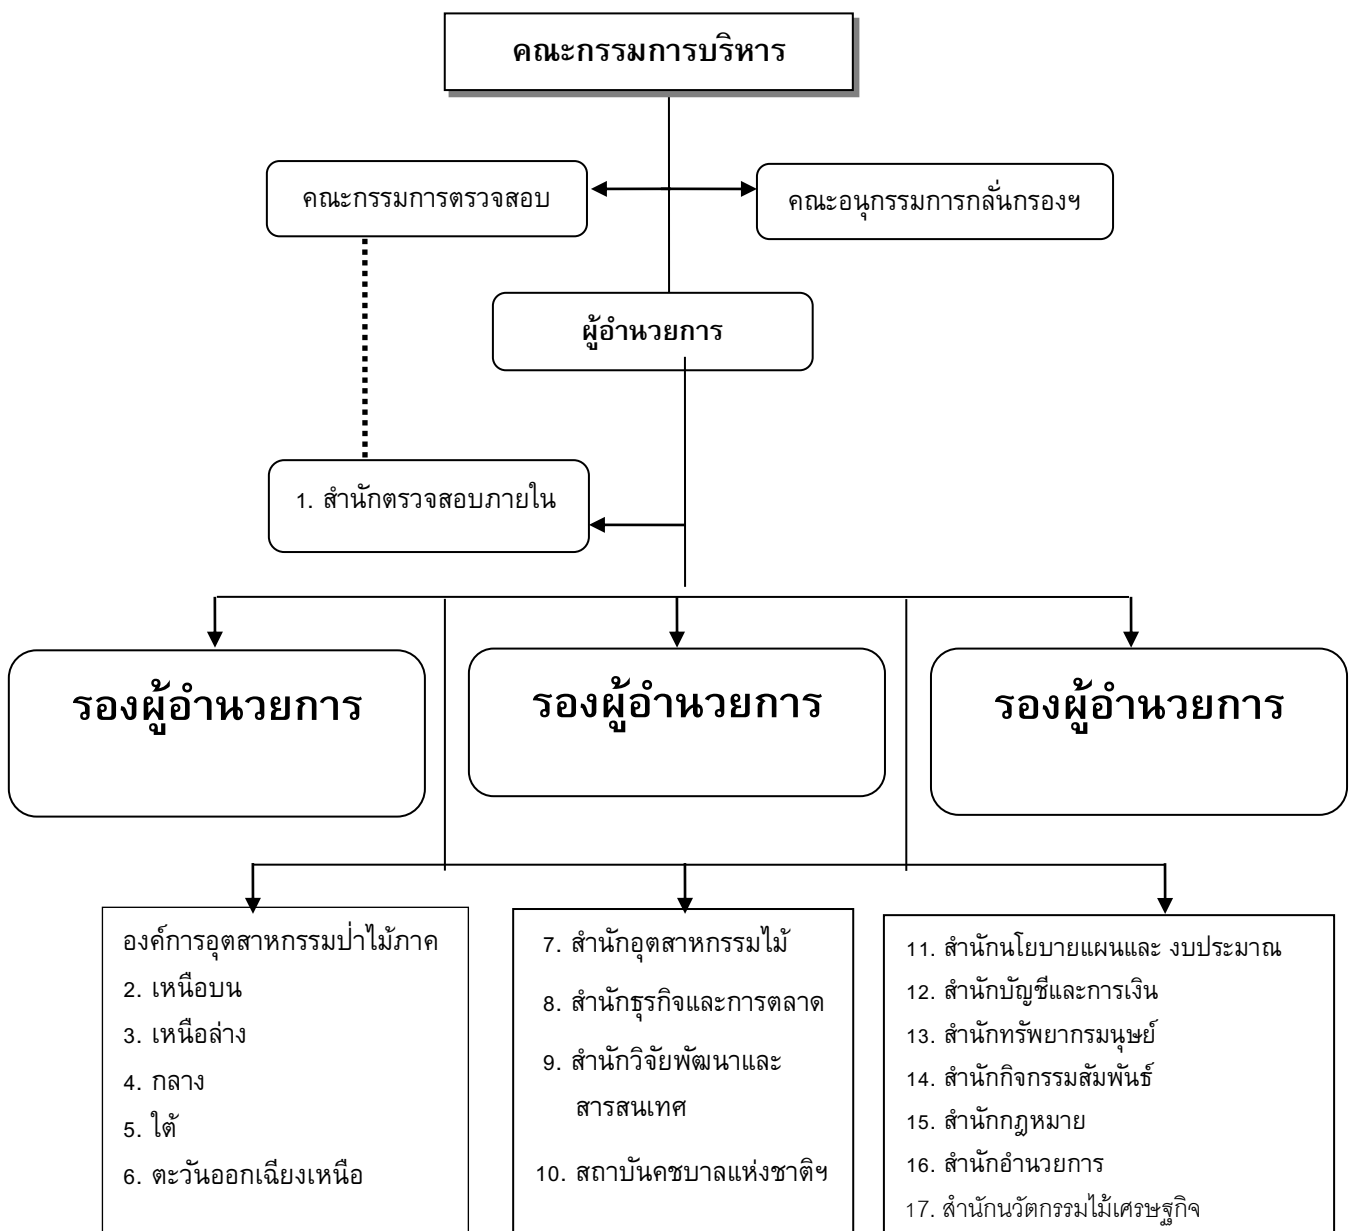 คณะกรรมการบริหาร
คณะกรรมการตรวจสอบ
คณะอนุกรรมการกลั่นกรองฯ
ผู้อำนวยการ
1. สำนักตรวจสอบภายใน
รองผู้อำนวยการ
รองผู้อำนวยการ
รองผู้อำนวยการ
องค์การอุตสาหกรรมป่าไม้ภาค
2. เหนือบน
3. เหนือล่าง
4. กลาง
5. ใต้
6. ตะวันออกเฉียงเหนือ
7. สำนักอุตสาหกรรมไม้
8. สำนักธุรกิจและการตลาด
9. สำนักวิจัยพัฒนาและ
สารสนเทศ
10. สถาบันคชบาลแห่งชาติฯ
11. สำนักนโยบายแผนและ งบประมาณ
12. สำนักบัญชีและการเงิน
13. สำนักทรัพยากรมนุษย์
14. สำนักกิจกรรมสัมพันธ์
15. สำนักกฎหมาย
16. สำนักอำนวยการ
17. สำนักนวัตกรรมไม้เศรษฐกิจ